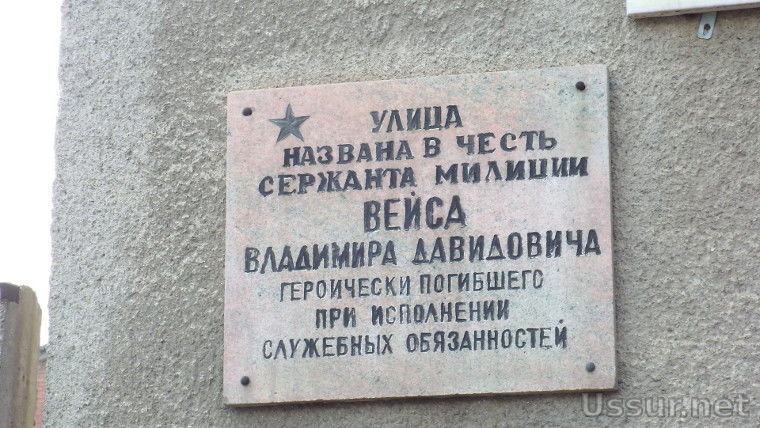 УЛИЦА
НАЗВАНА В ЧЕСТЬ
СЕРЖАНТА МИЛИЦИИ
ВЕЙСА
ВЛАДИМИРА ДАВИДОВИЧА
ГЕРОИЧЕСКИ ПОГИБШЕГО
ПРИ ИСПОЛНЕНИИ
СЛУЖЕБНЫХ ОБЯЗАННОСТЕЙ
Ussur.net